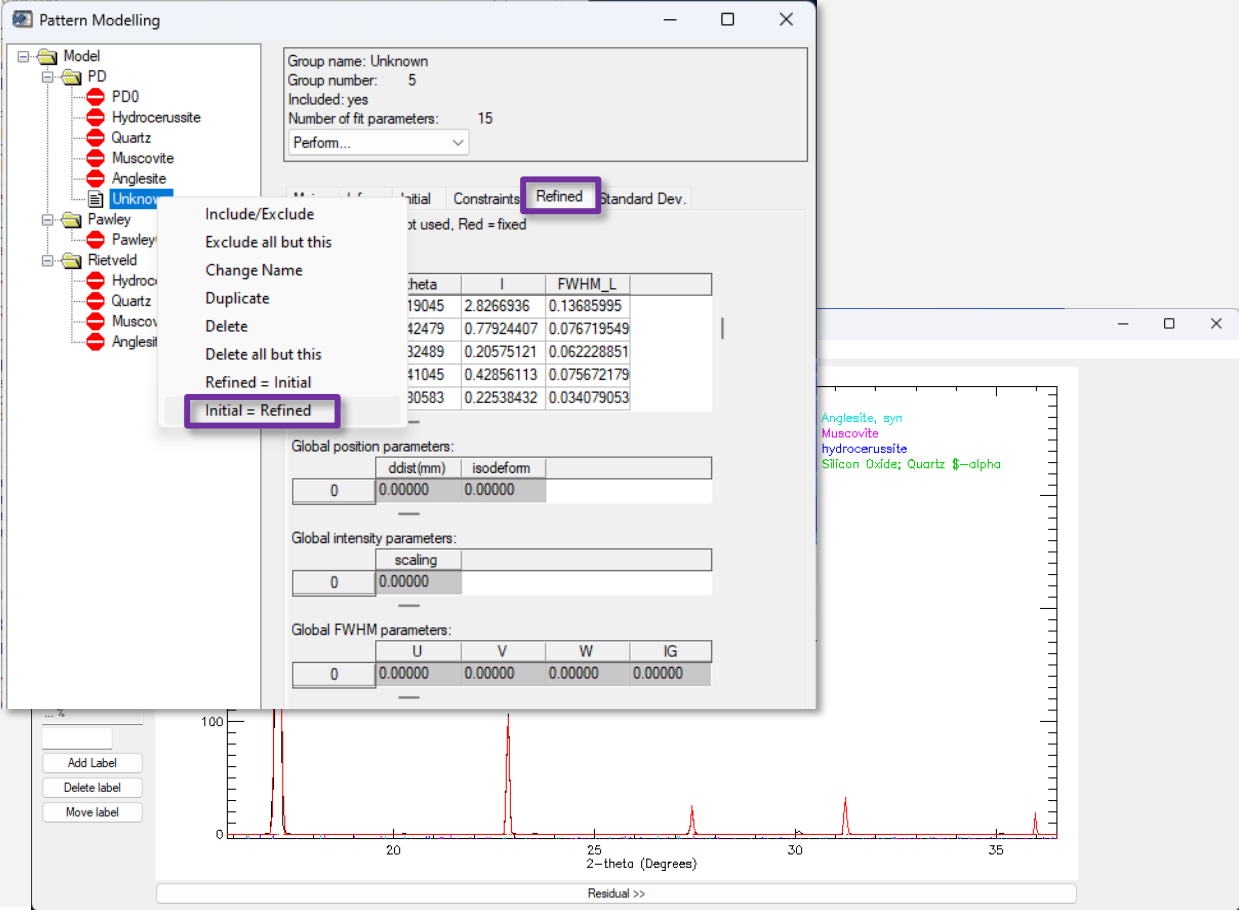 Pattern Modelling
Model
PD
PD0
Hydrocerussite
Quartz
Muscovite
Anglesite
Unknow
Pawley
Pawley
Rietveld
Hydroc
Quartz
Muscov
Anglesit
Group name: Unknown
Group number: 5
Included: yes
Number of fit parameters: 15
Perform...
Constraints Refined Standard Dev.
Include/Exclude
Exclude all but this
Change Name
Duplicate
Delete
Delete all but this
Refined = Initial
Initial = Refined
ot used, Red = fixed
theta I FWHM_L
19045 2.8266936 0.13685995
42479 0.77924407 0.076719549
32489 0.20575121 0.062228851
41045 0.42856113 0.075672179
30583 0.22538432 0.034079053
Global position parameters:
ddist(mm) isodeform
0 0.00000 0.00000
Global intensity parameters:
scaling
0 0.00000
Global FWHM parameters:
U V W IG
0 0.00000 0.00000 0.00000 0.00000
Anglesite, syn
Muscovite
hydrocerussite
Silicon Oxide; Quartz $-alpha
... %
Add Label
Delete label
Move label
100
0
20 25 30 35
2-theta (Degrees)
Residual >>